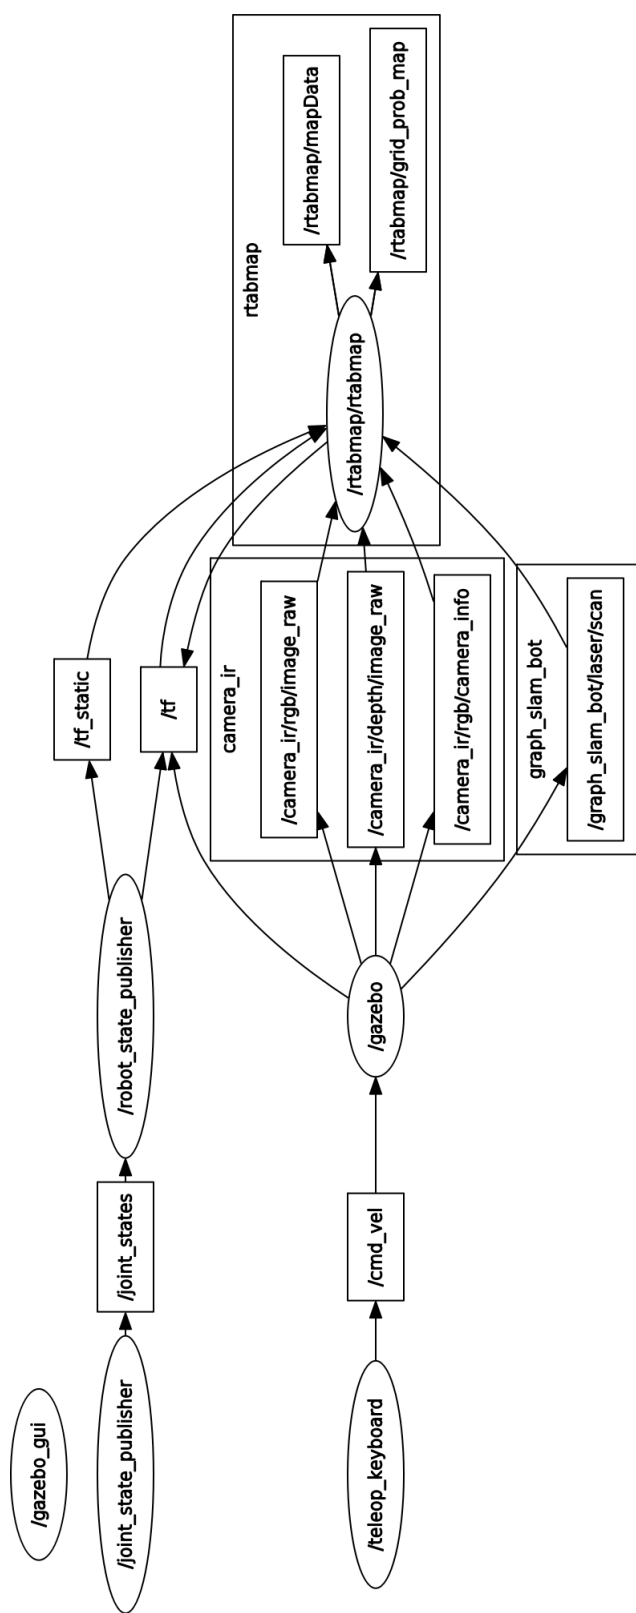 /gazebo_gui
/joint_state_publisher
/joint_states
/robot_state_publisher
/tf_static
/tf
/teleop_keyboard
/cmd_vel
/gazebo
camera_ir
/camera_ir/rgb/image_raw
/camera_ir/depth/image_raw
/camera_ir/rgb/camera_info
graph_slam_bot
/graph_slam_bot/laser/scan
rtabmap
/rtabmap/rtabmap
/rtabmap/mapData
/rtabmap/grid_prob_map